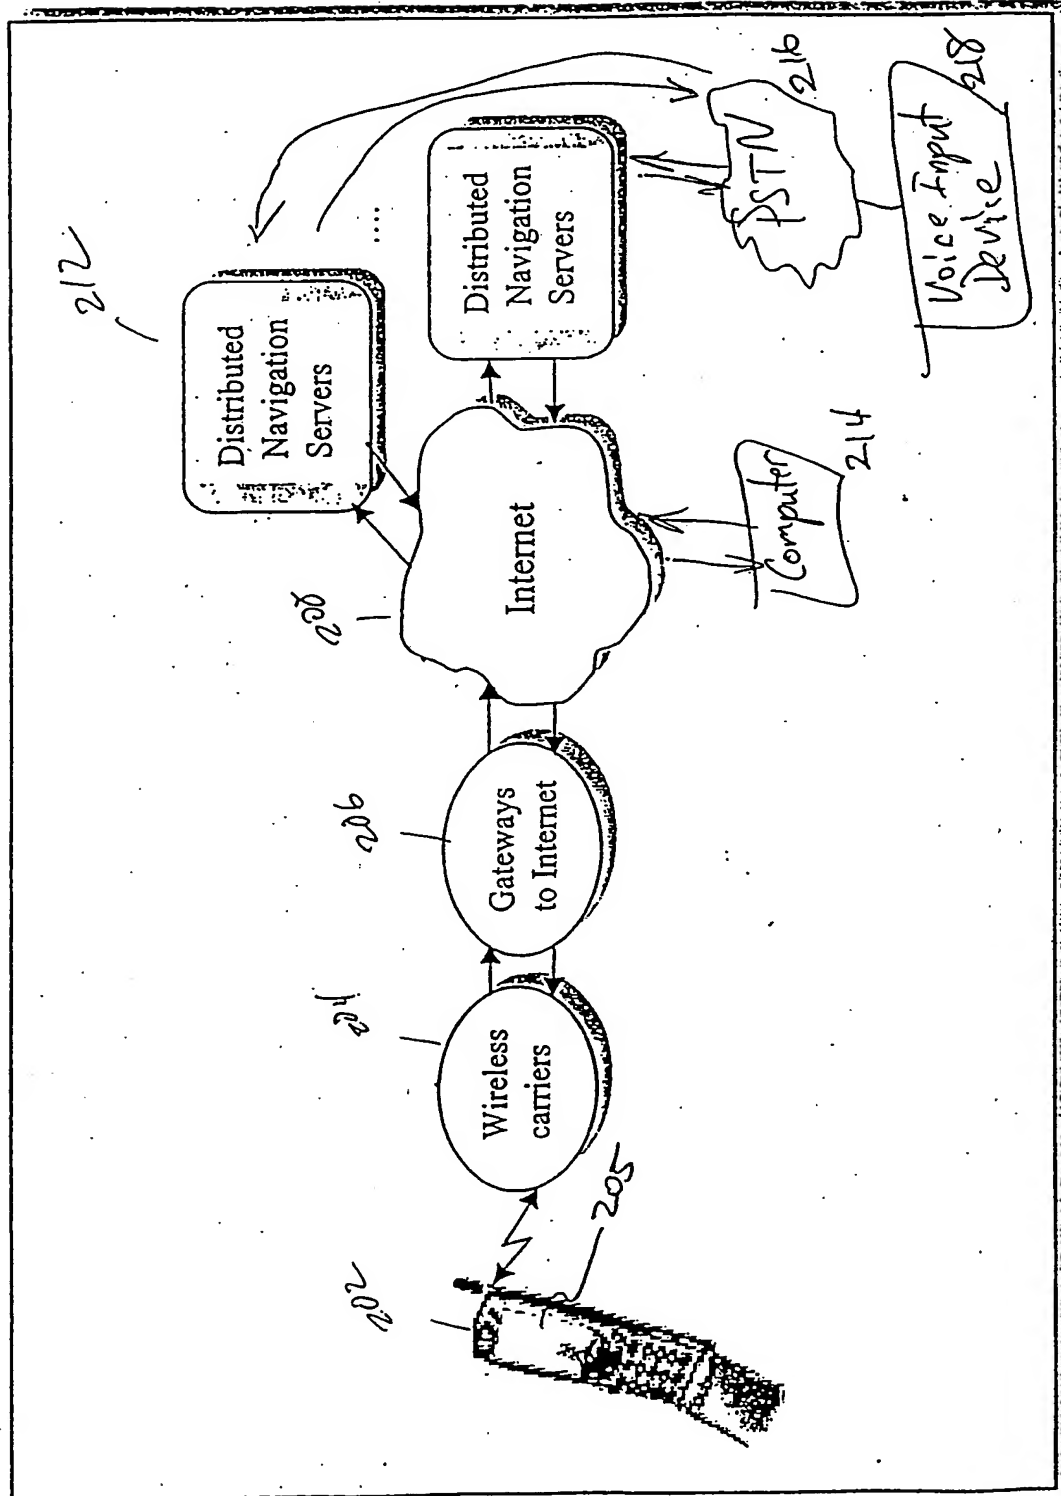 212
Distributed
Navigation
Servers
....
Distributed
Navigation
Servers
Internet
206
Gateways
to Internet
204
Wireless
carriers
202
205
PSTN
216
Voice Input
Device
218
Computer
214